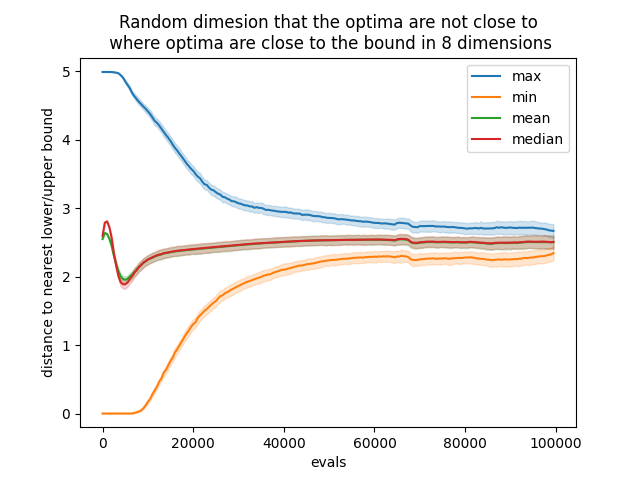 Random dimesion that the optima are not close to
where optima are close to the bound in 8 dimensions
max
min
mean
median
distance to nearest lower/upper bound
5
4
3
2
1
0
0
20000
40000
60000
80000
100000
evals